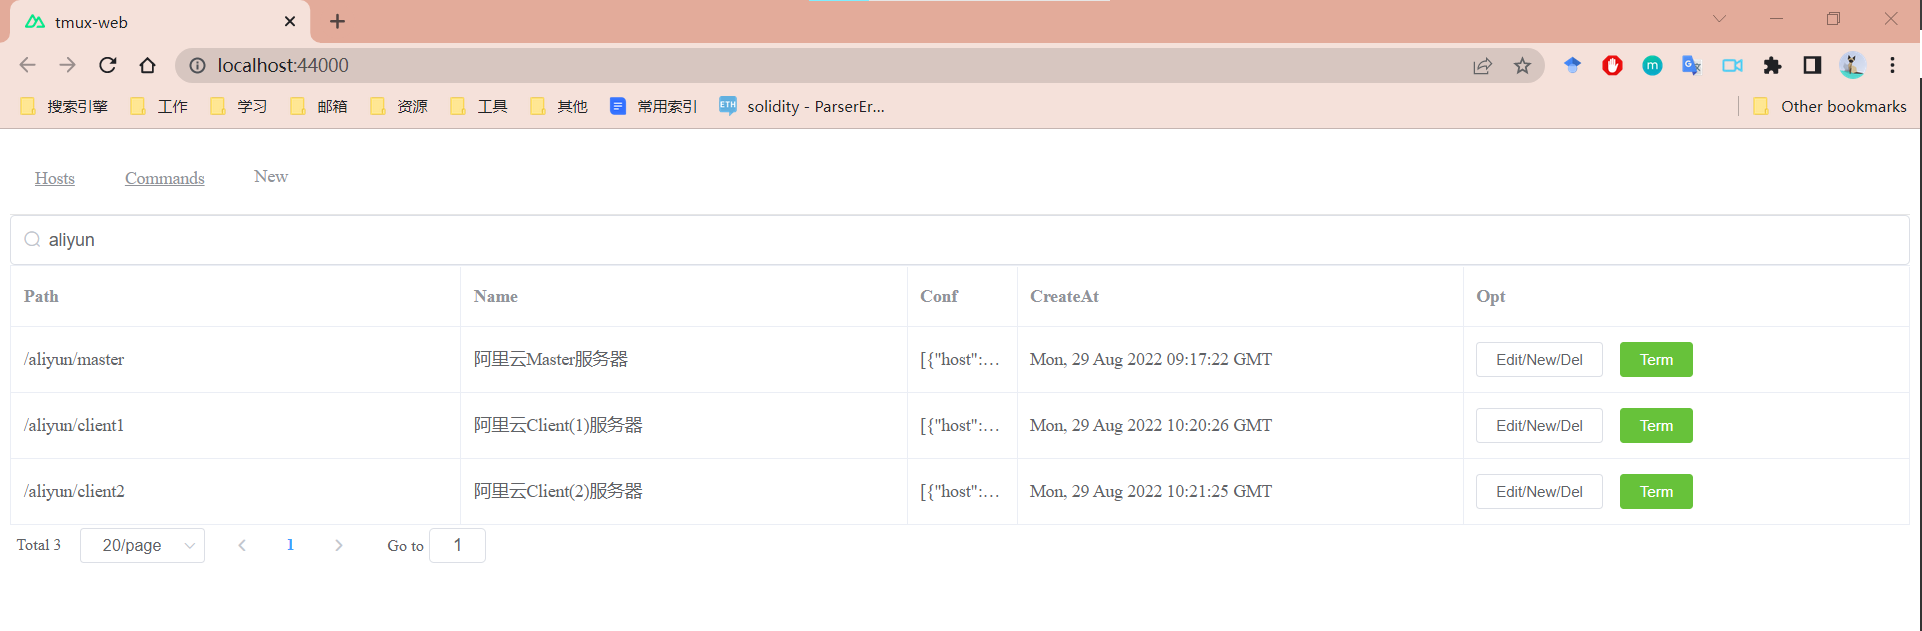 tmux-web
localhost:44000
搜索引擎 工作 学习 邮箱 资源 工具 其他 常用索引 ETH solidity - ParserEr... Other bookmarks
Hosts Commands New
aliyun
Path Name Conf CreateAt Opt
/aliyun/master 阿里云Master服务器 [{"host":... Mon, 29 Aug 2022 09:17:22 GMT Edit/New/Del Term
/aliyun/client1 阿里云Client(1)服务器 [{"host":... Mon, 29 Aug 2022 10:20:26 GMT Edit/New/Del Term
/aliyun/client2 阿里云Client(2)服务器 [{"host":... Mon, 29 Aug 2022 10:21:25 GMT Edit/New/Del Term
Total 3 20/page 1 Go to 1